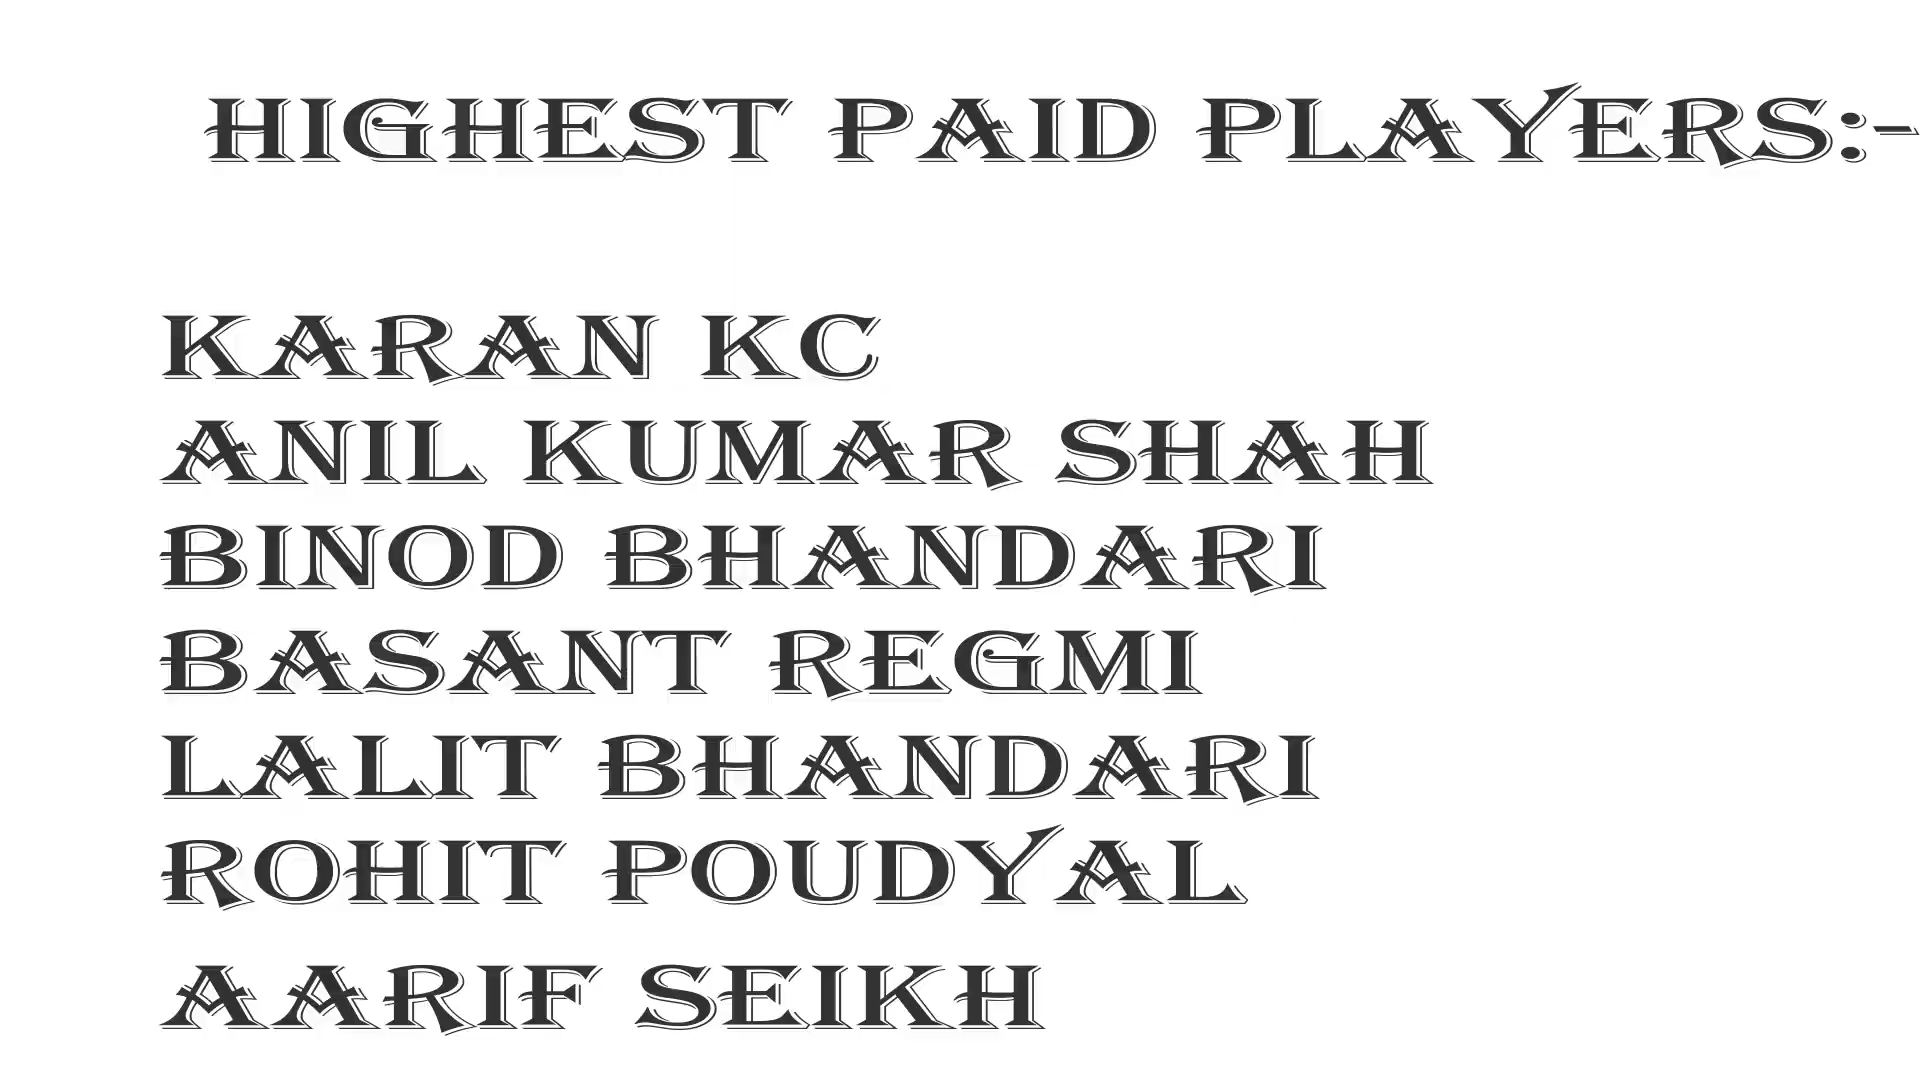 HIGHEST PAID PLAYERS:-
KARAN KC
ANIL KUMAR SHAH
BINOD BHANDARI
BASANT REGMI
LALIT BHANDARI
ROHIT POUDYAL
AARIF SEIKH